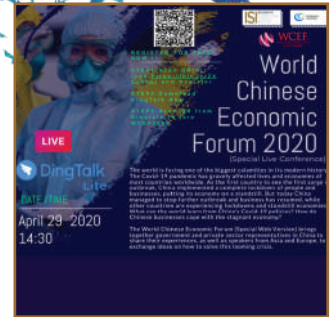 ISI
WCEF
REGISTER FOR FREE
NOW!
World
Chinese
Economic
Forum 2020
(Special Live Conference)
LIVE
DingTalk
Lite
DATE /TIME
April 29, 2020
14:30
The world is facing one of the biggest calamities in its modern history.
The Covid-19 pandemic has gravely affected lives and economies of
most countries worldwide. As the first country to see the first large
outbreak, China implemented a complete lockdown of people and
businesses, putting its economy on a standstill. But today China
managed to stop further outbreak and business has resumed, while
other countries are experiencing lockdowns and standstill economies.
What can the world learn from China's Covid-19 policies? How do
Chinese businesses cope with the stagnant economy?
The World Chinese Economic Forum (Special Web Version) brings
together government and private sector representatives in China to
share their experiences, as well as speakers from Asia and Europe, to
exchange ideas on how to solve this looming crisis.